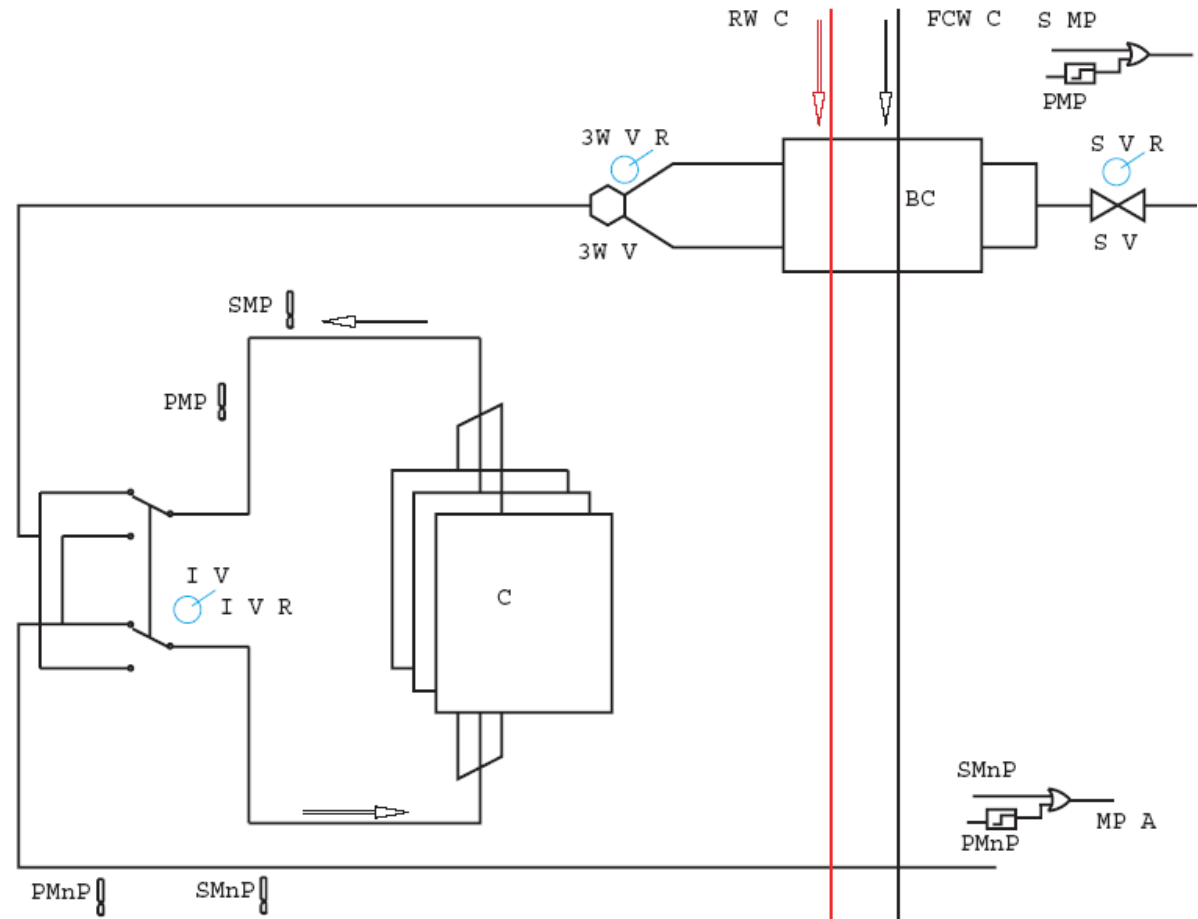 RW C
FCW C
S MP
PMP
3W V R
S V R
BC
3W V
S V
SMP
PMP
I V
I V R
C
SMnP
MP A
PMnP
PMnP
SMnP